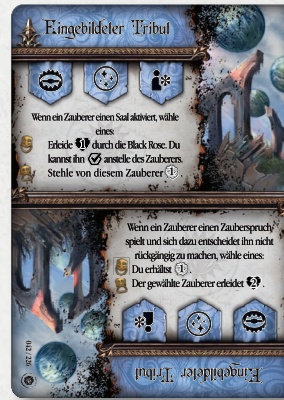 Eingebildeter Tribut
Wenn ein Zauberer einen Saal aktiviert, wähle
eines:
Erleide 1 durch die Black Rose. Du
kannst ihn anstelle des Zauberers.
Stehle von diesem Zauberer 1
Wenn ein Zauberer einen Zauberspruch
spielt und sich dazu entscheidet ihn nicht
rückgängig zu machen, wähle eines:
Du erhältst 1 .
Der gewählte Zauberer erleidet 2 .
Eingebildeter Tribut